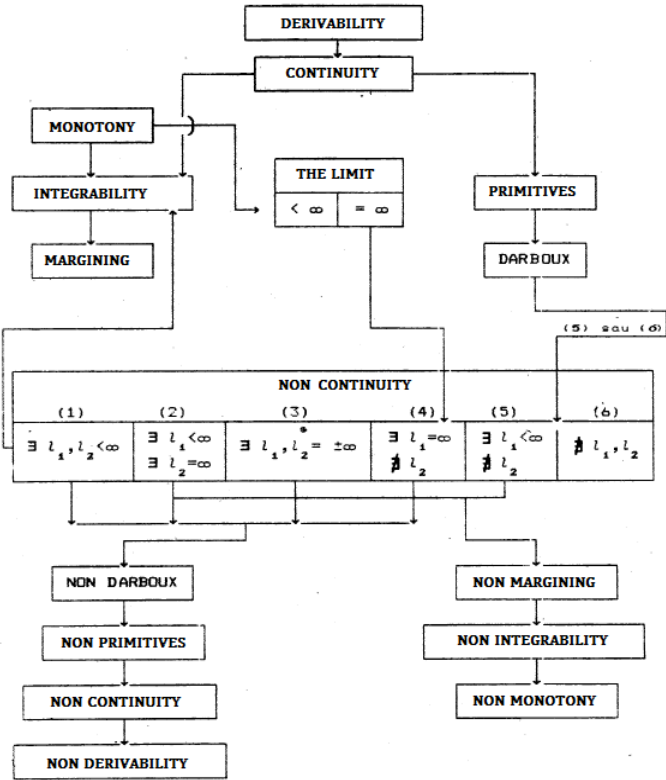 DERIVABILITY
CONTINUITY
MONOTONY
THE LIMIT
< ∞ = ∞
INTEGRABILITY
PRIMITIVES
MARGINING
DARBOUX
(5) sau (6)
NON CONTINUITY
(1) (2) (3) (4) (5) (6)
∃ l₁,l₂<∞
∃ l₁<∞
∃ l₂=∞
∃ l₁,l₂= ±∞
∃ l₁=∞
∄ l₂
∃ l₁<∞
∄ l₂
∄ l₁,l₂
NON DARBOUX
NON MARGINING
NON PRIMITIVES
NON INTEGRABILITY
NON CONTINUITY
NON MONOTONY
NON DERIVABILITY